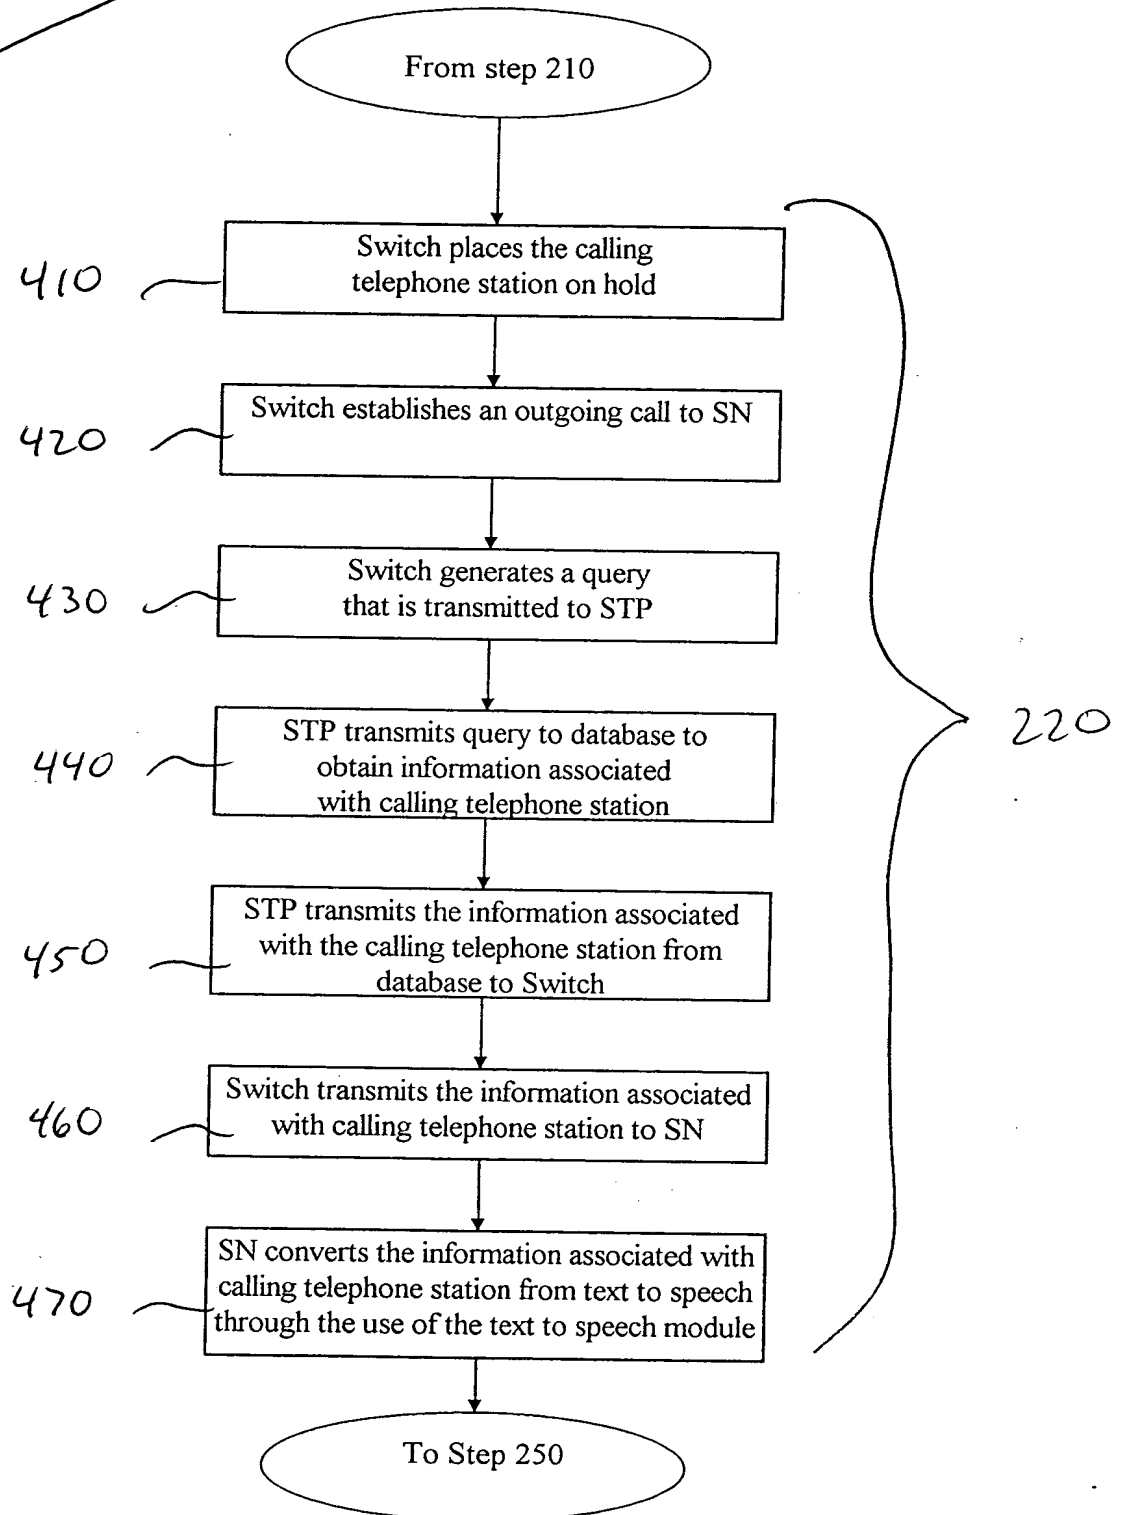 From step 210
Switch places the calling
telephone station on hold
410
Switch establishes an outgoing call to SN
420
Switch generates a query
that is transmitted to STP
430
STP transmits query to database to
obtain information associated
with calling telephone station
440
STP transmits the information associated
with the calling telephone station from
database to Switch
450
Switch transmits the information associated
with calling telephone station to SN
460
SN converts the information associated with
calling telephone station from text to speech
through the use of the text to speech module
470
220
To Step 250